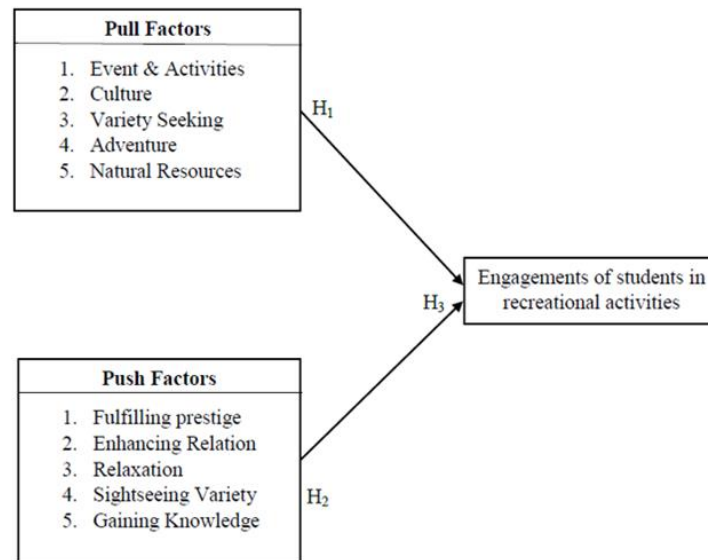 Pull Factors
1. Event & Activities
2. Culture
3. Variety Seeking
4. Adventure
5. Natural Resources
H₁
Engagements of students in
recreational activities
H₃
Push Factors
1. Fulfilling prestige
2. Enhancing Relation
3. Relaxation
4. Sightseeing Variety
5. Gaining Knowledge
H₂